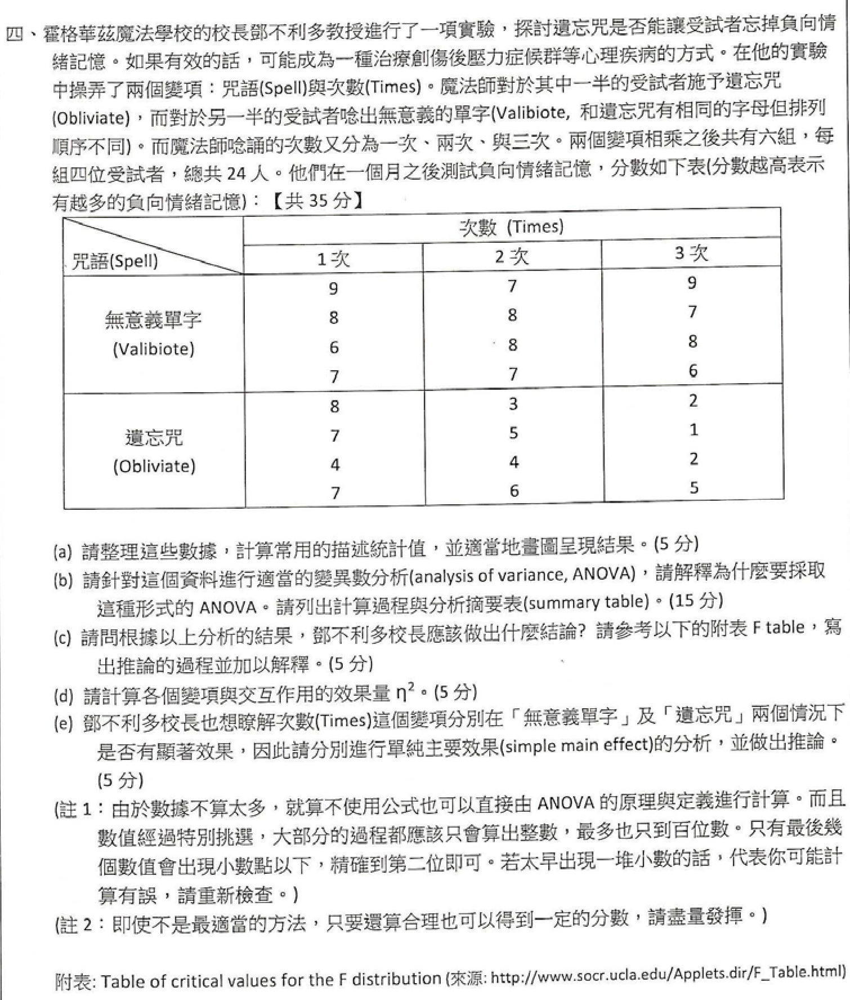 四、霍格華茲魔法學校的校長鄧不利多教授進行了一項實驗，探討遺忘咒是否能讓受試者忘掉負向情
緒記憶。如果有效的話，可能成為一種治療創傷後壓力症候群等心理疾病的方式。在他的實驗
中操弄了兩個變項：咒語(Spell)與次數(Times)。魔法師對於其中一半的受試者施予遺忘咒
(Obliviate)，而對於另一半的受試者唸出無意義的單字(Valibiote, 和遺忘咒有相同的字母但排列
順序不同)。而魔法師唸誦的次數又分為一次、兩次、與三次。兩個變項相乘之後共有六組，每
組四位受試者，總共 24 人。他們在一個月之後測試負向情緒記憶，分數如下表(分數越高表示
有越多的負向情緒記憶)：【共 35 分】
次數 (Times)
咒語(Spell) 1 次 2 次 3 次
9 7 9
無意義單字 8 8 7
(Valibiote) 6 8 8
7 7 6
8 3 2
遺忘咒 7 5 1
(Obliviate) 4 4 2
7 6 5
(a) 請整理這些數據，計算常用的描述統計值，並適當地畫圖呈現結果。(5 分)
(b) 請針對這個資料進行適當的變異數分析(analysis of variance, ANOVA)，請解釋為什麼要採取
這種形式的 ANOVA。請列出計算過程與分析摘要表(summary table)。(15 分)
(c) 請問根據以上分析的結果，鄧不利多校長應該做出什麼結論? 請參考以下的附表 F table，寫
出推論的過程並加以解釋。(5 分)
(d) 請計算各個變項與交互作用的效果量 η²。(5 分)
(e) 鄧不利多校長也想瞭解次數(Times)這個變項分別在「無意義單字」及「遺忘咒」兩個情況下
是否有顯著效果，因此請分別進行單純主要效果(simple main effect)的分析，並做出推論。
(5 分)
(註 1：由於數據不算太多，就算不使用公式也可以直接由 ANOVA 的原理與定義進行計算。而且
數值經過特別挑選，大部分的過程都應該只會算出整數，最多也只到百位數。只有最後幾
個數值會出現小數點以下，精確到第二位即可。若太早出現一堆小數的話，代表你可能計
算有誤，請重新檢查。)
(註 2：即使不是最適當的方法，只要還算合理也可以得到一定的分數，請盡量發揮。)
附表: Table of critical values for the F distribution (來源: http://www.socr.ucla.edu/Applets.dir/F_Table.html)